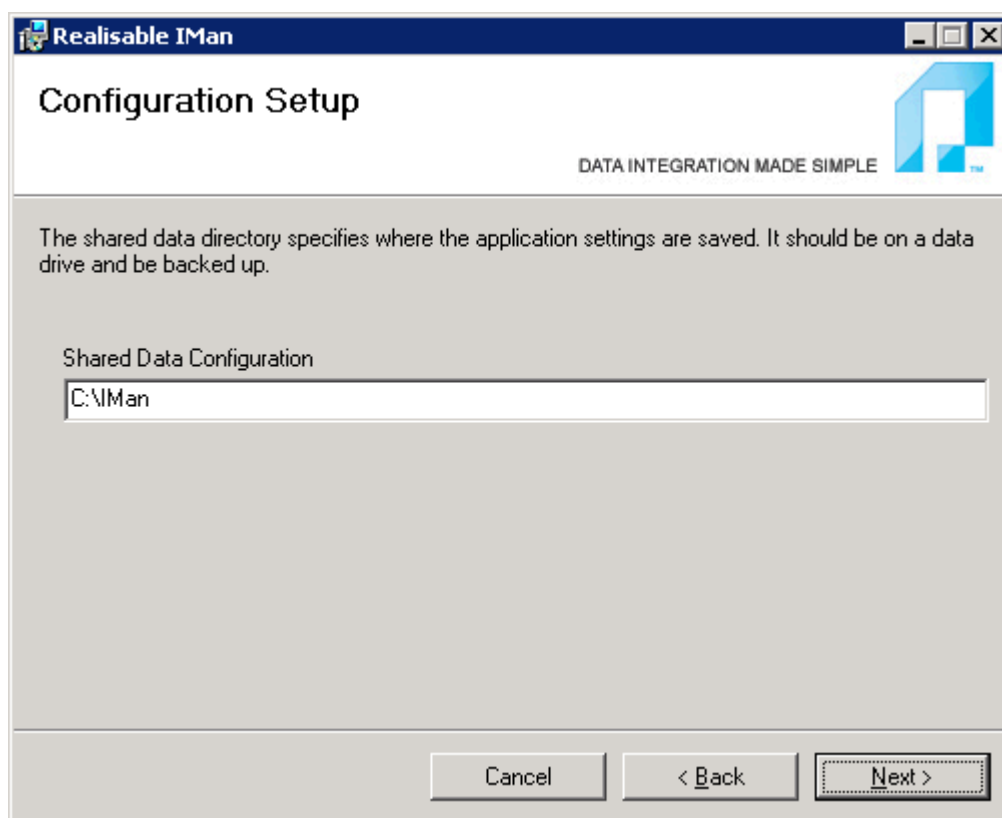 Realisable IMan
Configuration Setup
DATA INTEGRATION MADE SIMPLE
TM
The shared data directory specifies where the application settings are saved. It should be on a data
drive and be backed up.
Shared Data Configuration
C:\IMan
Cancel
< Back
Next >